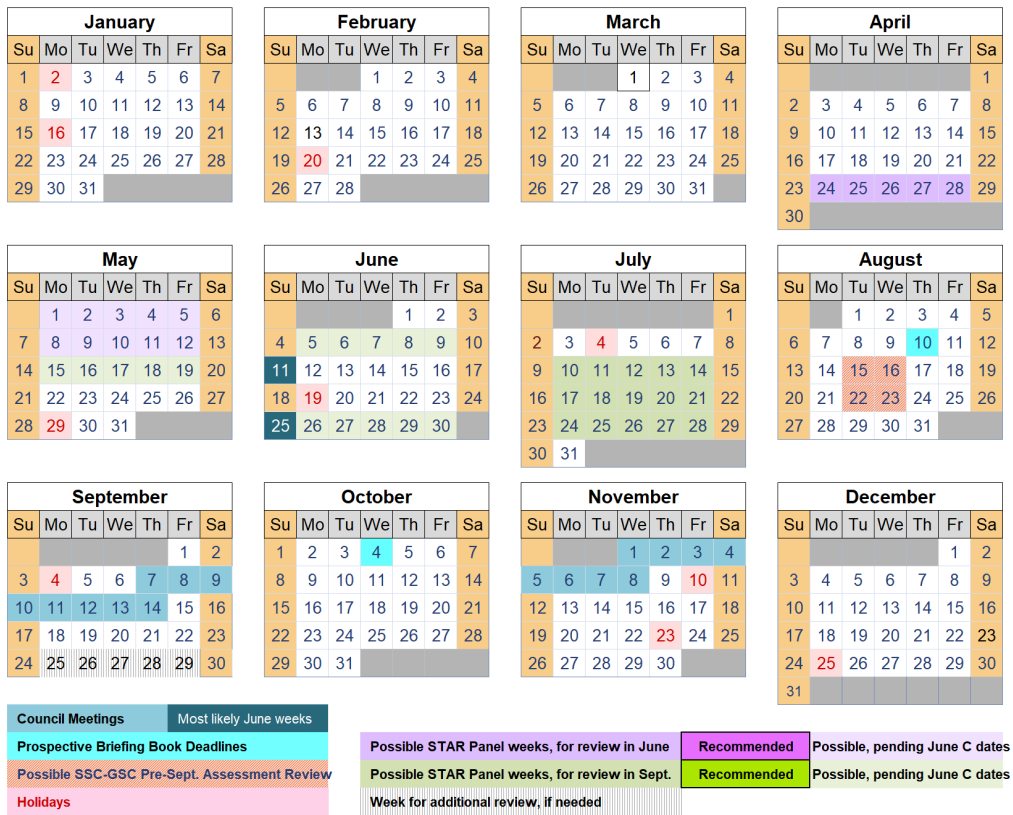 January February March April
Su Mo Tu We Th Fr Sa Su Mo Tu We Th Fr Sa Su Mo Tu We Th Fr Sa Su Mo Tu We Th Fr Sa
1 2 3 4 5 6 7 1 2 3 4 1 2 3 4 1
8 9 10 11 12 13 14 5 6 7 8 9 10 11 5 6 7 8 9 10 11 2 3 4 5 6 7 8
15 16 17 18 19 20 21 12 13 14 15 16 17 18 12 13 14 15 16 17 18 9 10 11 12 13 14 15
22 23 24 25 26 27 28 19 20 21 22 23 24 25 19 20 21 22 23 24 25 16 17 18 19 20 21 22
29 30 31 26 27 28 26 27 28 29 30 31 23 24 25 26 27 28 29
30
May June July August
Su Mo Tu We Th Fr Sa Su Mo Tu We Th Fr Sa Su Mo Tu We Th Fr Sa Su Mo Tu We Th Fr Sa
1 2 3 4 5 6 1 2 3 1 1 2 3 4 5
7 8 9 10 11 12 13 4 5 6 7 8 9 10 2 3 4 5 6 7 8 6 7 8 9 10 11 12
14 15 16 17 18 19 20 11 12 13 14 15 16 17 9 10 11 12 13 14 15 13 14 15 16 17 18 19
21 22 23 24 25 26 27 18 19 20 21 22 23 24 16 17 18 19 20 21 22 20 21 22 23 24 25 26
28 29 30 31 25 26 27 28 29 30 23 24 25 26 27 28 29 27 28 29 30 31
30 31
September October November December
Su Mo Tu We Th Fr Sa Su Mo Tu We Th Fr Sa Su Mo Tu We Th Fr Sa Su Mo Tu We Th Fr Sa
1 2 1 2 3 4 5 6 7 1 2 3 4 1 2
3 4 5 6 7 8 9 8 9 10 11 12 13 14 5 6 7 8 9 10 11 3 4 5 6 7 8 9
10 11 12 13 14 15 16 15 16 17 18 19 20 21 12 13 14 15 16 17 18 10 11 12 13 14 15 16
17 18 19 20 21 22 23 22 23 24 25 26 27 28 19 20 21 22 23 24 25 17 18 19 20 21 22 23
24 25 26 27 28 29 30 29 30 31 26 27 28 29 30 24 25 26 27 28 29 30
31
Council Meetings Most likely June weeks
Prospective Briefing Book Deadlines Possible STAR Panel weeks, for review in June Recommended Possible, pending June C dates
Possible SSC-GSC Pre-Sept. Assessment Review Possible STAR Panel weeks, for review in Sept. Recommended Possible, pending June C dates
Holidays Week for additional review, if needed